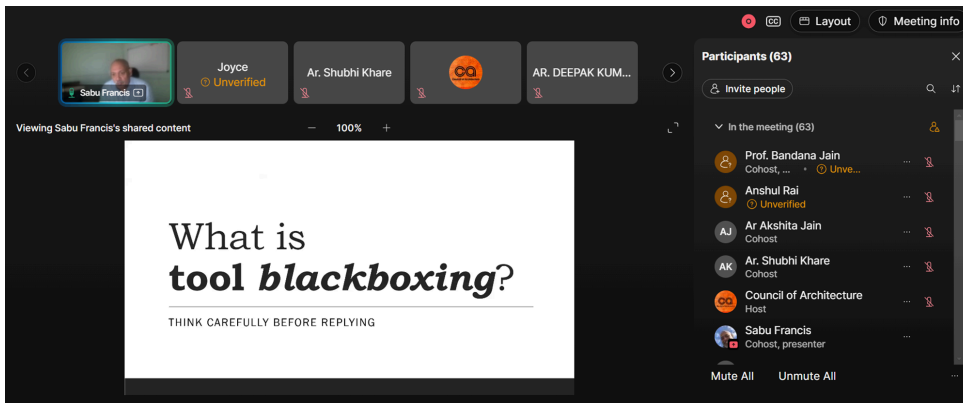 CC
Layout
Meeting info
Sabu Francis
Joyce
Unverified
Ar. Shubhi Khare
AR. DEEPAK KUM...
Viewing Sabu Francis's shared content
100%
What is
tool blackboxing?
THINK CAREFULLY BEFORE REPLYING
Participants (63)
Invite people
In the meeting (63)
Prof. Bandana Jain
Cohost, ... • Unve...
Anshul Rai
Unverified
AJ
Ar Akshita Jain
Cohost
AK
Ar. Shubhi Khare
Cohost
Council of Architecture
Host
Sabu Francis
Cohost, presenter
Mute All
Unmute All